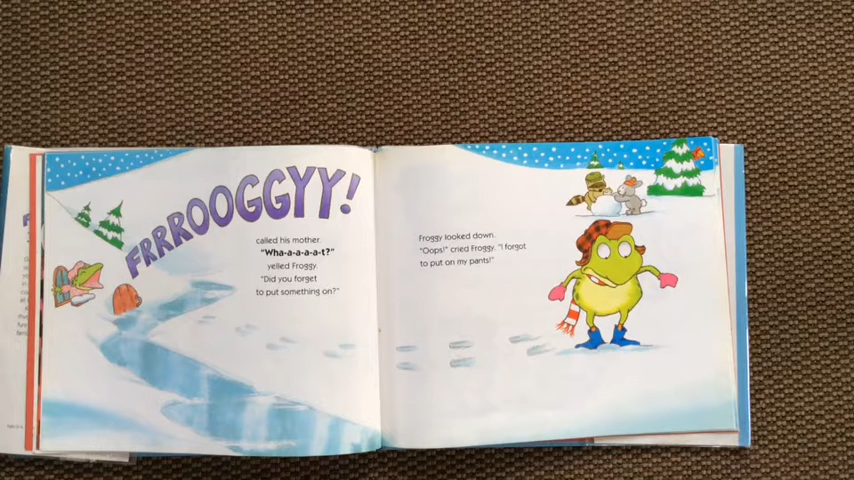 FRRROOGGYY!
called his mother.
"Wha-a-a-a-a-t?"
yelled Froggy.
"Did you forget
to put something on?"
Froggy looked down.
"Oops!" cried Froggy. "I forgot
to put on my pants!"